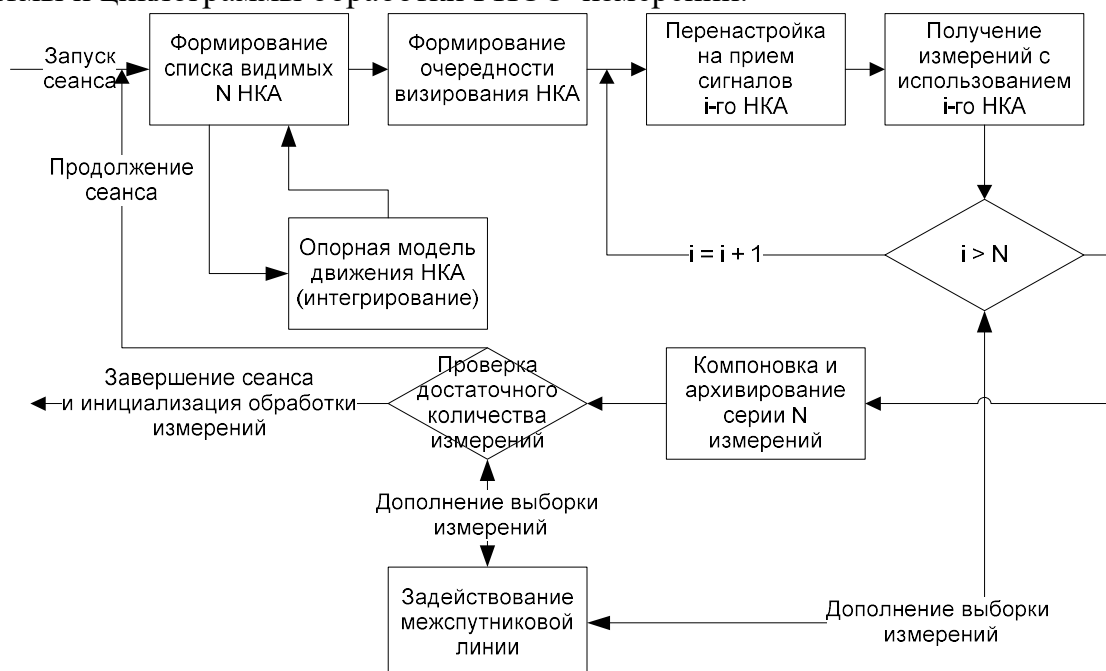 Запуск
сеанса
Формирование
списка видимых
N НКА
Формирование
очередности
визирования НКА
Перенастройка
на прием
сигналов
i-го НКА
Получение
измерений с
использованием
i-го НКА
Продолжение
сеанса
Опорная модель
движения НКА
(интегрирование)
i = i + 1
i > N
Завершение сеанса
и инициализация обработки
измерений
Проверка
достаточного
количества
измерений
Компоновка и
архивирование
серии N
измерений
Дополнение выборки
измерений
Задействование
межспутниковой
линии
Дополнение выборки
измерений